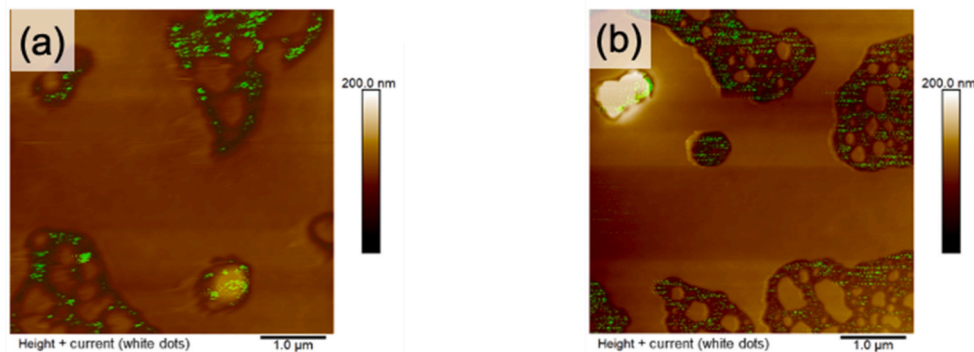 (a)
200.0 nm
Height + current (white dots)
1.0 µm
(b)
200.0 nm
Height + current (white dots)
1.0 µm